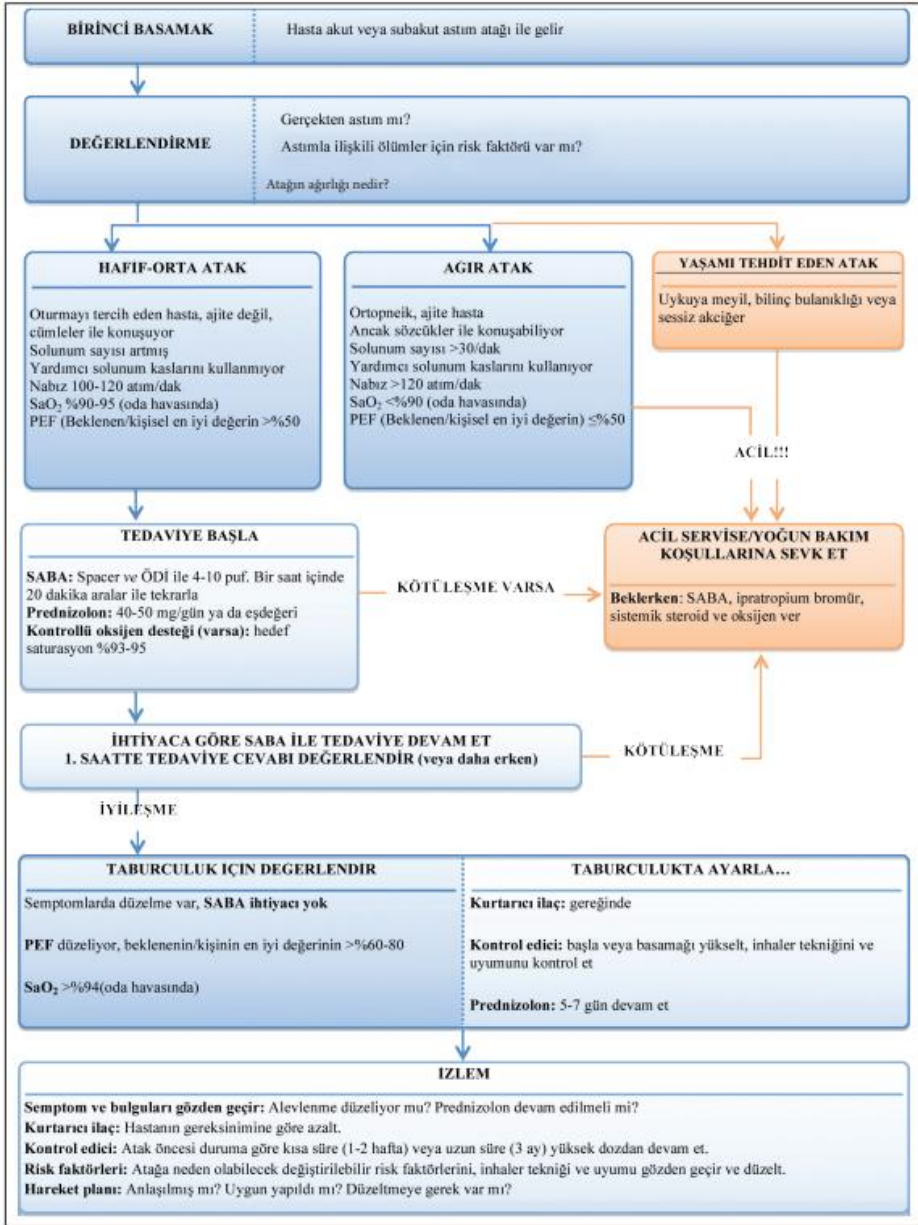 BİRİNCİ BASAMAK
Hasta akut veya subakut astım atağı ile gelir
DEĞERLENDİRME
Gerçekten astım mı?
Astımla ilişkili ölümler için risk faktörü var mı?
Atağın ağırlığı nedir?
HAFİF-ORTA ATAK
Oturmayı tercih eden hasta, ajite değil,
cümleler ile konuşuyor
Solunum sayısı artmış
Yardımcı solunum kaslarını kullanmıyor
Nabız 100-120 atım/dak
SaO₂ %90-95 (oda havasında)
PEF (Beklenen/kişisel en iyi değerin >%50
AĞIR ATAK
Ortopneik, ajite hasta
Ancak sözcükler ile konuşabiliyor
Solunum sayısı >30/dak
Yardımcı solunum kaslarını kullanıyor
Nabız >120 atım/dak
SaO₂ <%90 (oda havasında)
PEF (Beklenen/kişisel en iyi değerin) ≤%50
YAŞAMI TEHDİT EDEN ATAK
Uykuya meyil, bilinç bulanıklığı veya
sessiz akciğer
ACİL!!!
TEDAVİYE BAŞLA
SABA: Spacer ve ÖDİ ile 4-10 puf. Bir saat içinde
20 dakika aralar ile tekrarla
Prednizolon: 40-50 mg/gün ya da eşdeğeri
Kontrollü oksijen desteği (varsa): hedef
saturasyon %93-95
KÖTÜLEŞME VARSA
ACİL SERVİSE/YOĞUN BAKIM
KOŞULLARINA SEVK ET
Beklerken: SABA, ipratropium bromür,
sistemik steroid ve oksijen ver
İHTİYACA GÖRE SABA İLE TEDAVİYE DEVAM ET
1. SAATTE TEDAVİYE CEVABI DEĞERLENDİR (veya daha erken)
KÖTÜLEŞME
İYİLEŞME
TABURCULUK İÇİN DEĞERLENDİR
Semptomlarda düzelme var, SABA ihtiyacı yok
PEF düzeliyor, beklenenin/kişinin en iyi değerinin >%60-80
SaO₂ >%94(oda havasında)
TABURCULUKTA AYARLA…
Kurtarıcı ilaç: gereğinde
Kontrol edici: başla veya basamağı yükselt, inhaler tekniğini ve
uyumunu kontrol et
Prednizolon: 5-7 gün devam et
İZLEM
Semptom ve bulguları gözden geçir: Alevlenme düzeliyor mu? Prednizolon devam edilmeli mi?
Kurtarıcı ilaç: Hastanın gereksinimine göre azalt.
Kontrol edici: Atak öncesi duruma göre kısa süre (1-2 hafta) veya uzun süre (3 ay) yüksek dozdan devam et.
Risk faktörleri: Atağa neden olabilecek değiştirilebilir risk faktörlerini, inhaler tekniği ve uyumu gözden geçir ve düzelt.
Hareket planı: Anlaşılmış mı? Uygun yapıldı mı? Düzeltmeye gerek var mı?